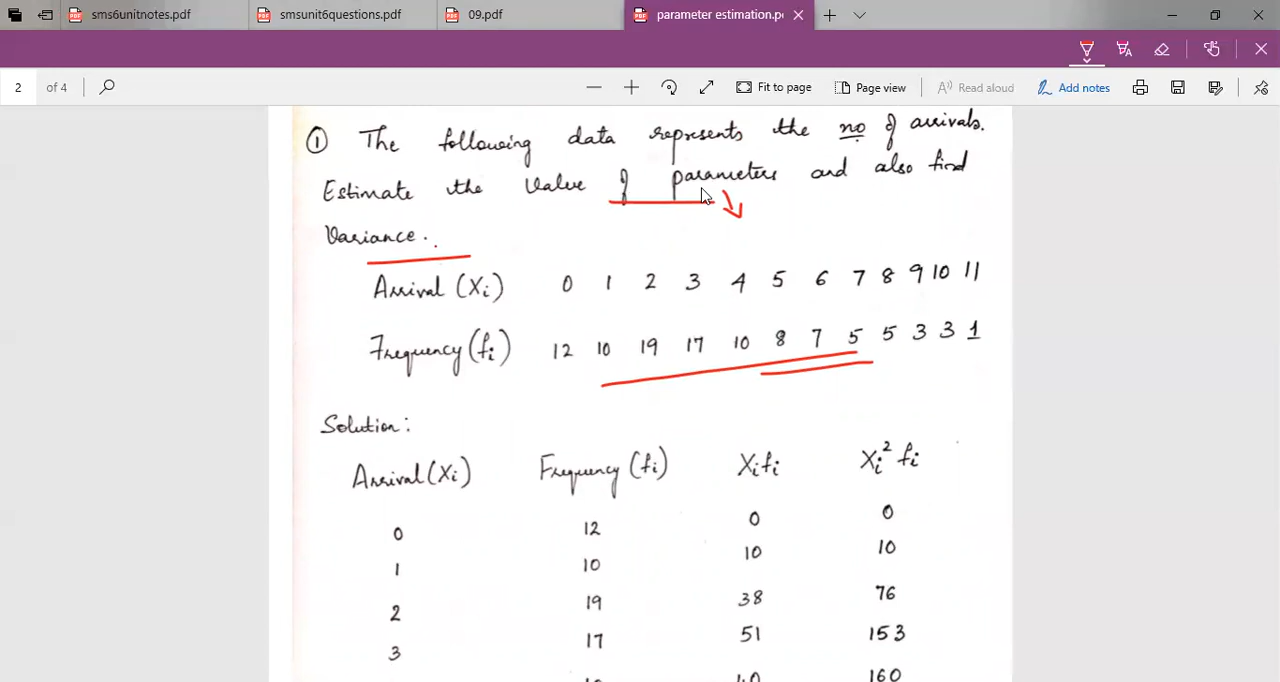 sms6unitnotes.pdf
smsunit6questions.pdf
09.pdf
parameter estimation.p
2 of 4
Fit to page
Page view
Read aloud
Add notes
① The following data represents the no of arrivals.
Estimate the value of parameters and also find
Variance.
Arrival (Xi) 0 1 2 3 4 5 6 7 8 9 10 11
Frequency (fi) 12 10 19 17 10 8 7 5 5 3 3 1
Solution:
Arrival (Xi) Frequency (fi) Xifi Xi² fi
0 12 0 0
1 10 10 10
2 19 38 76
3 17 51 153
160